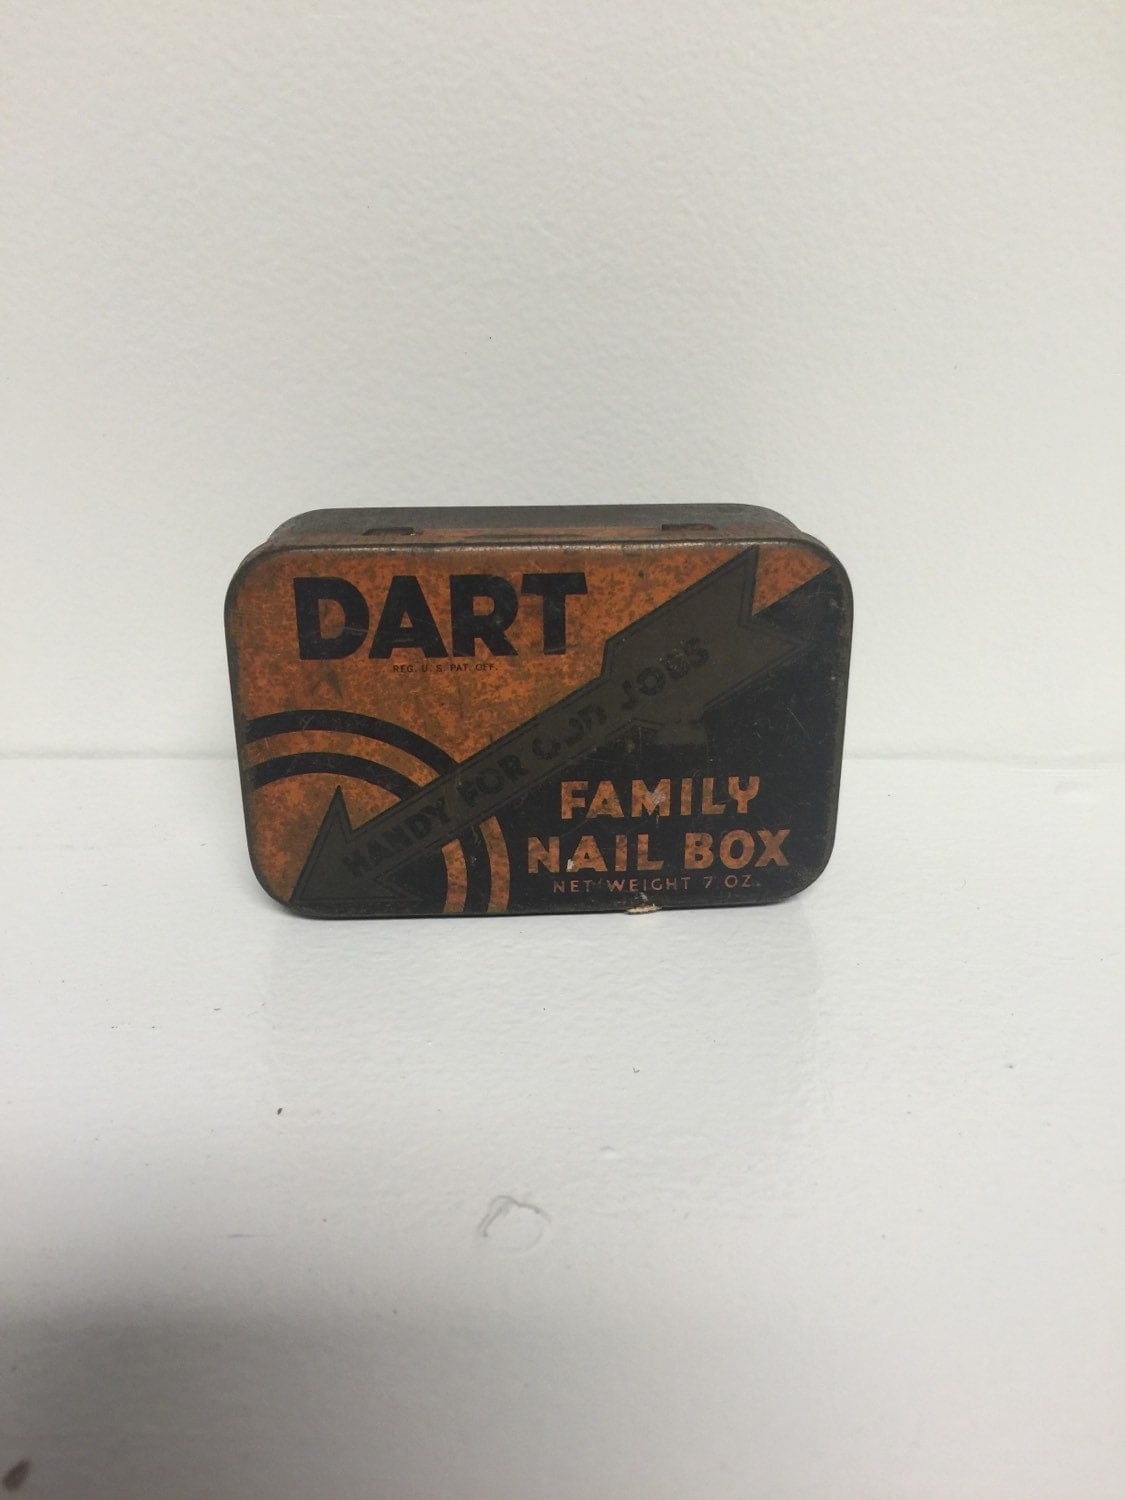 DART
REG. U. S. PAT. OFF.
HANDY FOR ODD JOBS
FAMILY
NAIL BOX
NET WEIGHT 7 OZ.